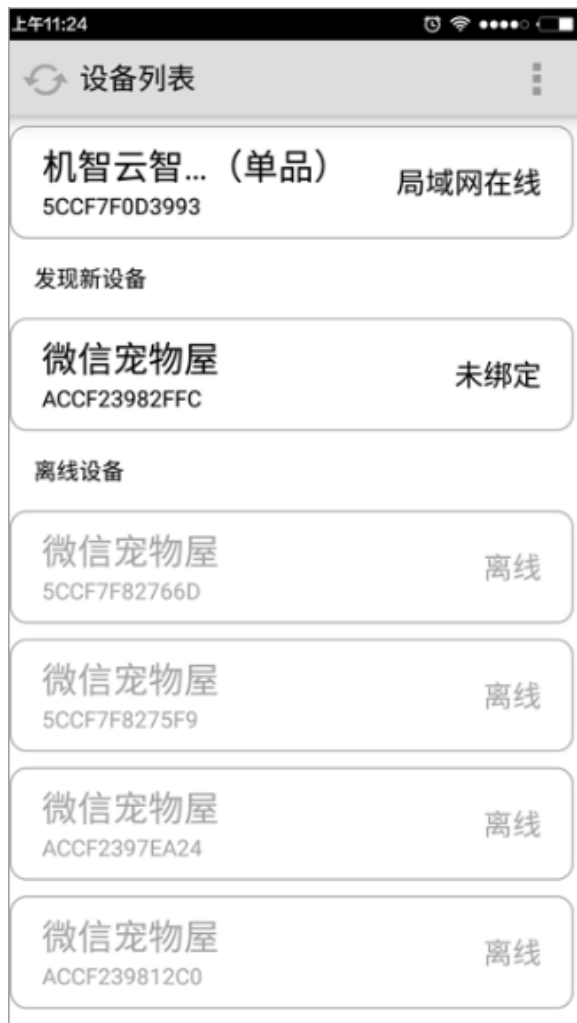 上午11:24
设备列表
机智云智...（单品）
局域网在线
5CCF7F0D3993
发现新设备
微信宠物屋
未绑定
ACCF23982FFC
离线设备
微信宠物屋
离线
5CCF7F82766D
微信宠物屋
离线
5CCF7F8275F9
微信宠物屋
离线
ACCF2397EA24
微信宠物屋
离线
ACCF239812C0